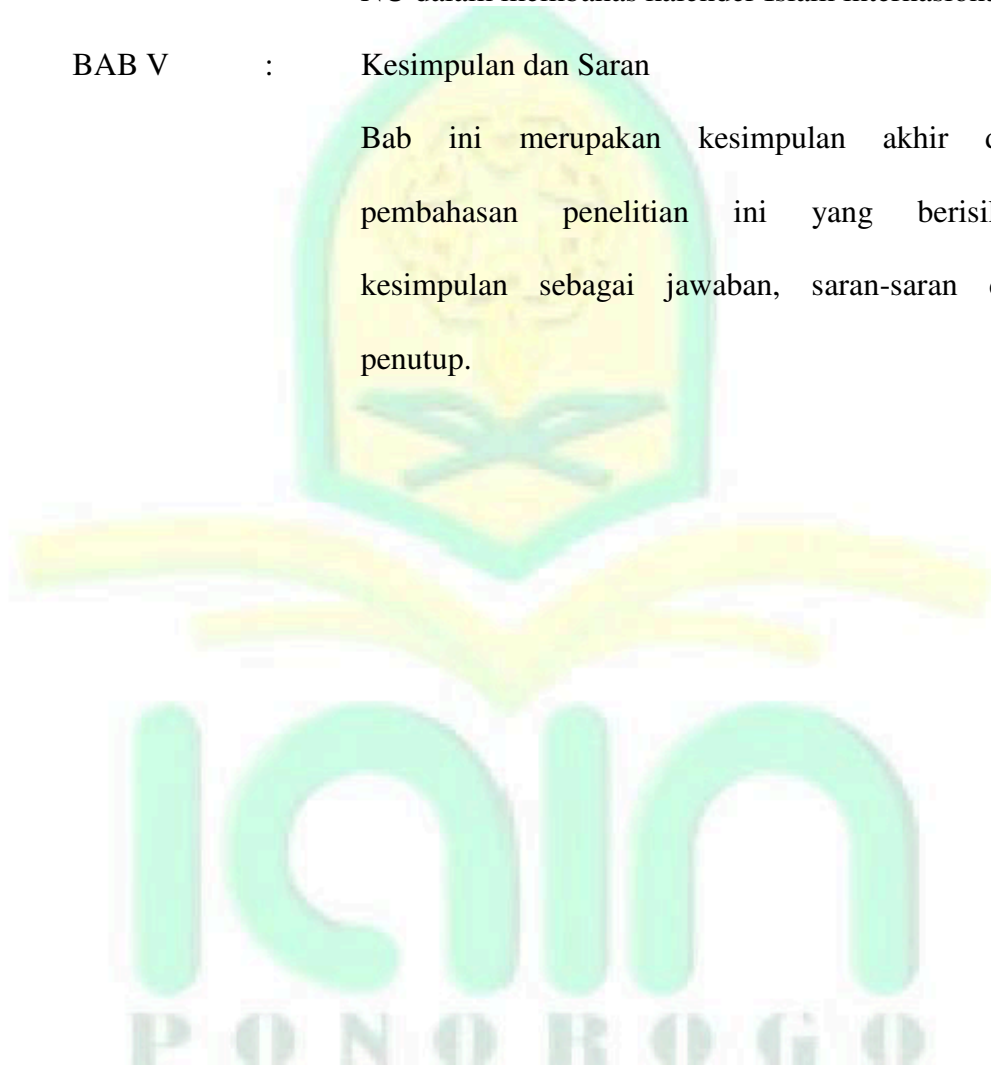 BAB V : Kesimpulan dan Saran
Bab ini merupakan kesimpulan akhir
pembahasan penelitian ini yang
kesimpulan sebagai jawaban, saran-saran
penutup.
iain
PONOROGO